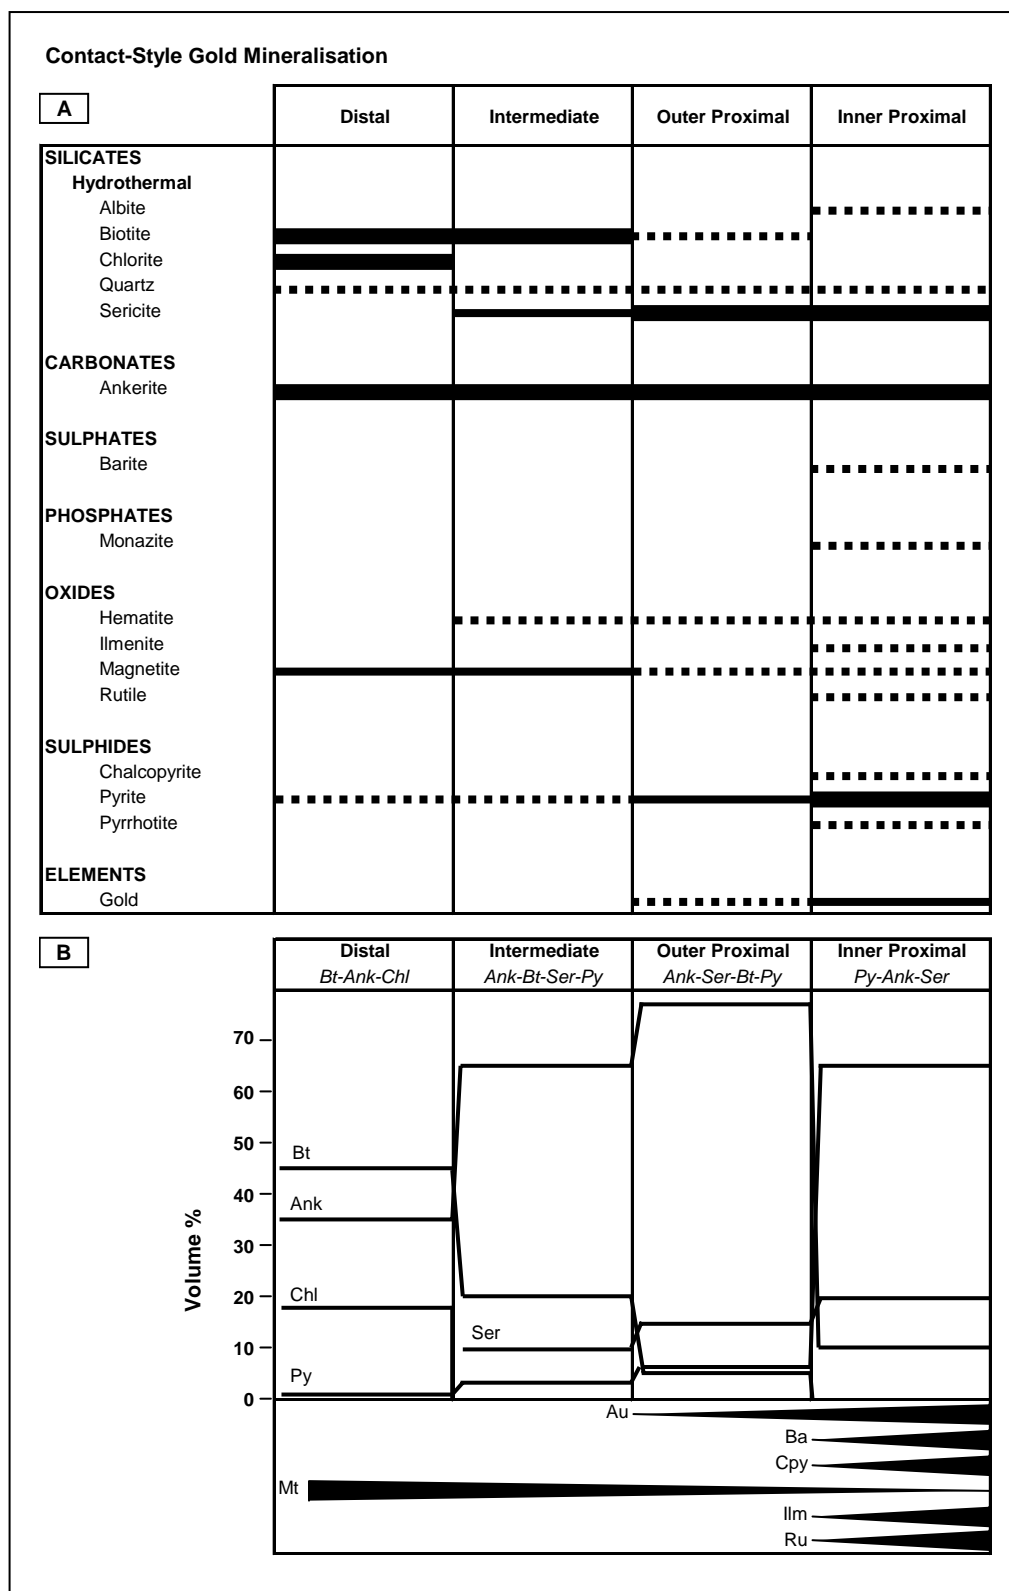 Contact-Style Gold Mineralisation
A
Distal Intermediate Outer Proximal Inner Proximal
SILICATES
Hydrothermal
Albite
Biotite
Chlorite
Quartz
Sericite
CARBONATES
Ankerite
SULPHATES
Barite
PHOSPHATES
Monazite
OXIDES
Hematite
Ilmenite
Magnetite
Rutile
SULPHIDES
Chalcopyrite
Pyrite
Pyrrhotite
ELEMENTS
Gold
B
Distal Intermediate Outer Proximal Inner Proximal
Bt-Ank-Chl Ank-Bt-Ser-Py Ank-Ser-Bt-Py Py-Ank-Ser
Volume %
70
60
50
Bt
40
Ank
30
20
Chl
Ser
10
Py
0
Au
Ba
Cpy
Mt
Ilm
Ru